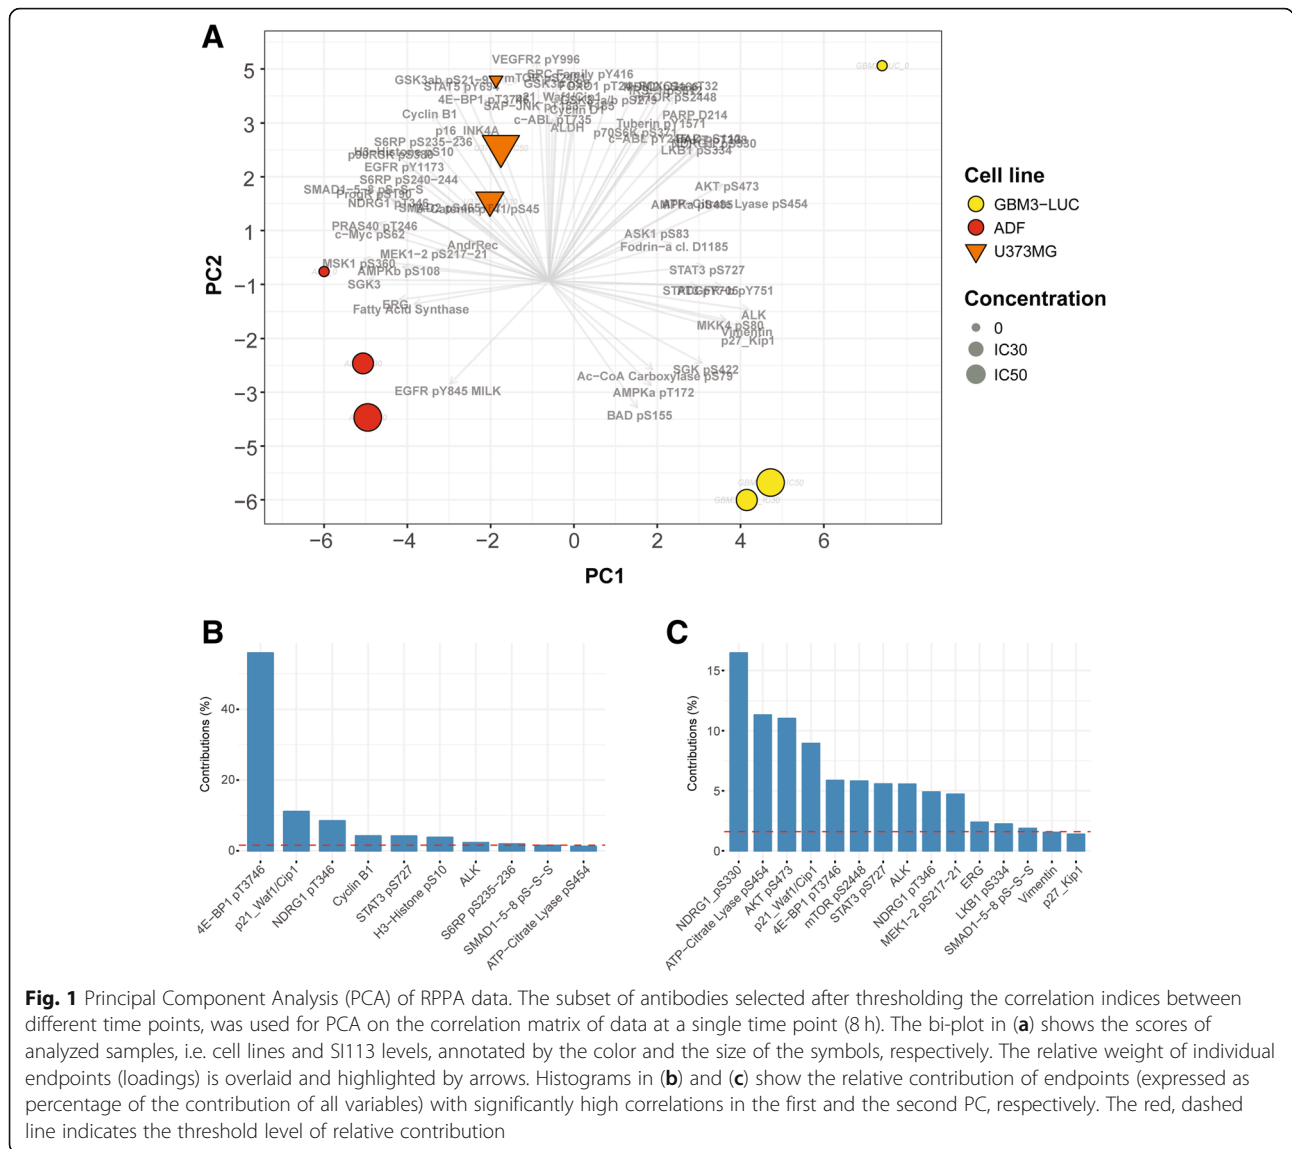 A
VEGFR2 pY996
SRC Family pY416
STAT5 pY694
4E-BP1 pT3746
Cyclin B1
Cyclin D1
c-ABL pT735
ALDH
PARP D214
Tuberin pY1571
p70S6K pS371
p16_INK4A
S6RP pS235-236
H3-Histone pS10
LKB1 pS334
EGFR pY1173
S6RP pS240-244
SMAD1-5-8 pS-S-S
NDRG1 pT346
AKT pS473
PRAS40 pT246
c-Myc pS62
ASK1 pS83
Fodrin-a cl. D1185
AndrRec
MEK1-2 pS217-21
MSK1 pS360
AMPKb pS108
STAT3 pS727
SGK3
ERG
Fatty Acid Synthase
ALK
MKK4 pS80
Vimentin
p27_Kip1
SGK pS422
Ac-CoA Carboxylase pS79
EGFR pY845 MILK
AMPKa pT172
BAD pS155
5
3
2
1
−1
−2
−3
−5
−6
PC2
−6 −4 −2 0 2 4 6
PC1
Cell line
GBM3−LUC
ADF
U373MG
Concentration
0
IC30
IC50
B
Contributions (%)
40
20
0
4E−BP1 pT3746
p21_Waf1/Cip1
NDRG1 pT346
Cyclin B1
STAT3 pS727
H3−Histone pS10
ALK
S6RP pS235−236
SMAD1−5−8 pS−S−S
ATP−Citrate Lyase pS454
C
Contributions (%)
15
10
5
0
NDRG1_pS330
ATP−Citrate Lyase pS454
AKT pS473
p21_Waf1/Cip1
4E−BP1 pT3746
mTOR pS2448
STAT3 pS727
ALK
NDRG1 pT346
MEK1−2 pS217−21
ERG
LKB1 pS334
SMAD1−5−8 pS−S−S
Vimentin
p27_Kip1
Fig. 1 Principal Component Analysis (PCA) of RPPA data. The subset of antibodies selected after thresholding the correlation indices between
different time points, was used for PCA on the correlation matrix of data at a single time point (8 h). The bi-plot in (a) shows the scores of
analyzed samples, i.e. cell lines and SI113 levels, annotated by the color and the size of the symbols, respectively. The relative weight of individual
endpoints (loadings) is overlaid and highlighted by arrows. Histograms in (b) and (c) show the relative contribution of endpoints (expressed as
percentage of the contribution of all variables) with significantly high correlations in the first and the second PC, respectively. The red, dashed
line indicates the threshold level of relative contribution